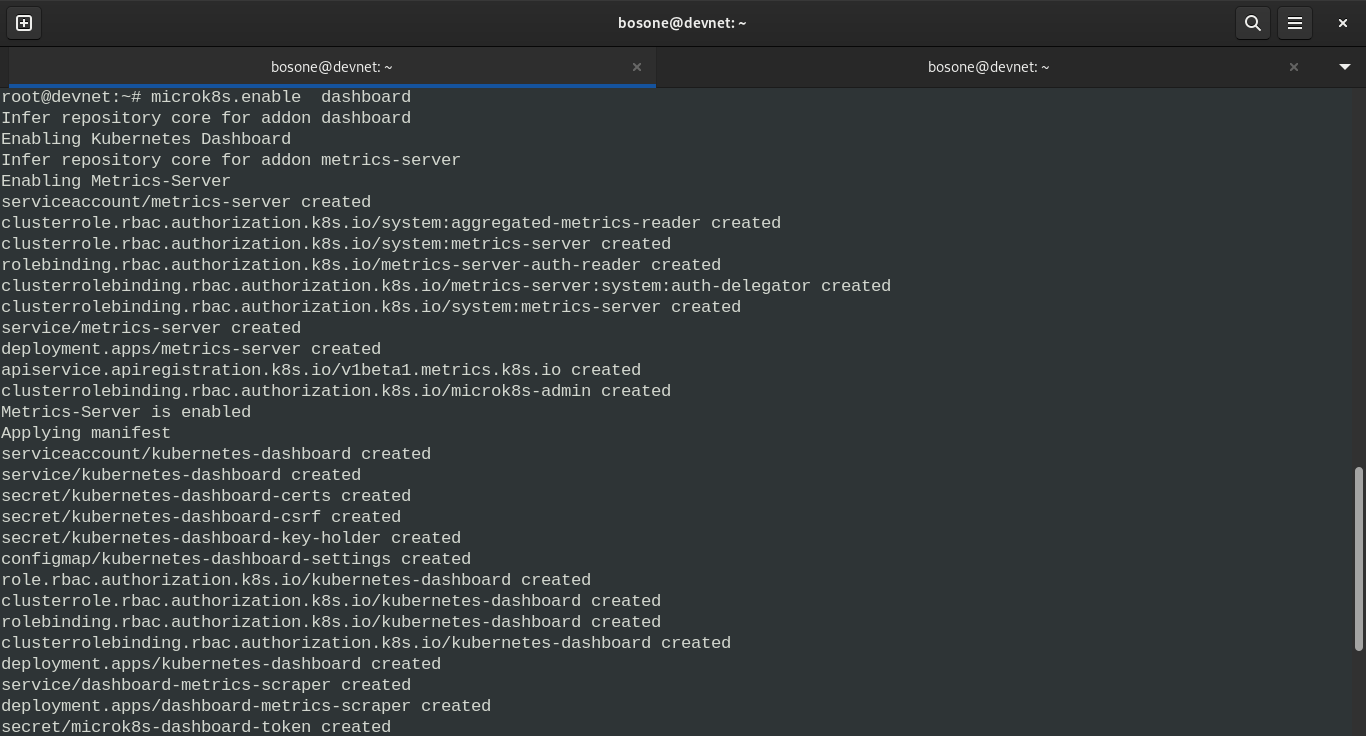 bosone@devnet: ~
bosone@devnet: ~
bosone@devnet: ~
root@devnet:~# microk8s.enable  dashboard
Infer repository core for addon dashboard
Enabling Kubernetes Dashboard
Infer repository core for addon metrics-server
Enabling Metrics-Server
serviceaccount/metrics-server created
clusterrole.rbac.authorization.k8s.io/system:aggregated-metrics-reader created
clusterrole.rbac.authorization.k8s.io/system:metrics-server created
rolebinding.rbac.authorization.k8s.io/metrics-server-auth-reader created
clusterrolebinding.rbac.authorization.k8s.io/metrics-server:system:auth-delegator created
clusterrolebinding.rbac.authorization.k8s.io/system:metrics-server created
service/metrics-server created
deployment.apps/metrics-server created
apiservice.apiregistration.k8s.io/v1beta1.metrics.k8s.io created
clusterrolebinding.rbac.authorization.k8s.io/microk8s-admin created
Metrics-Server is enabled
Applying manifest
serviceaccount/kubernetes-dashboard created
service/kubernetes-dashboard created
secret/kubernetes-dashboard-certs created
secret/kubernetes-dashboard-csrf created
secret/kubernetes-dashboard-key-holder created
configmap/kubernetes-dashboard-settings created
role.rbac.authorization.k8s.io/kubernetes-dashboard created
clusterrole.rbac.authorization.k8s.io/kubernetes-dashboard created
rolebinding.rbac.authorization.k8s.io/kubernetes-dashboard created
clusterrolebinding.rbac.authorization.k8s.io/kubernetes-dashboard created
deployment.apps/kubernetes-dashboard created
service/dashboard-metrics-scraper created
deployment.apps/dashboard-metrics-scraper created
secret/microk8s-dashboard-token created